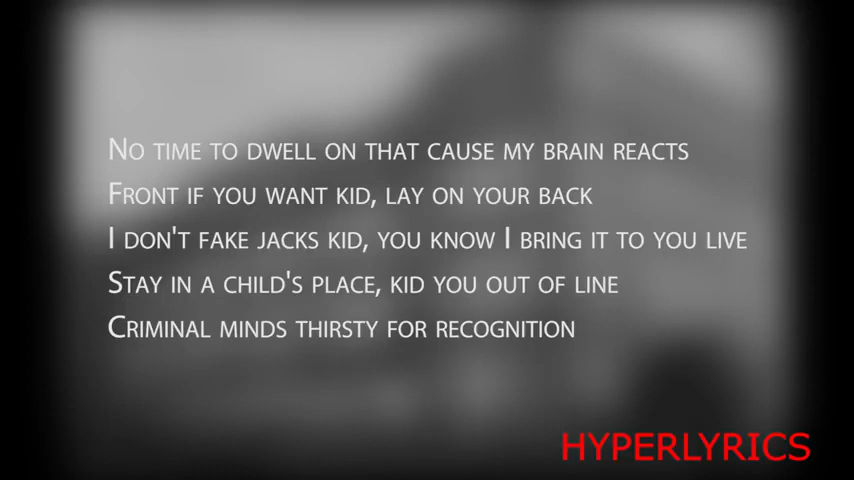 No time to dwell on that cause my brain reacts
Front if you want kid, lay on your back
I don't fake jacks kid, you know I bring it to you live
Stay in a child's place, kid you out of line
Criminal minds thirsty for recognition
HYPERLYRICS